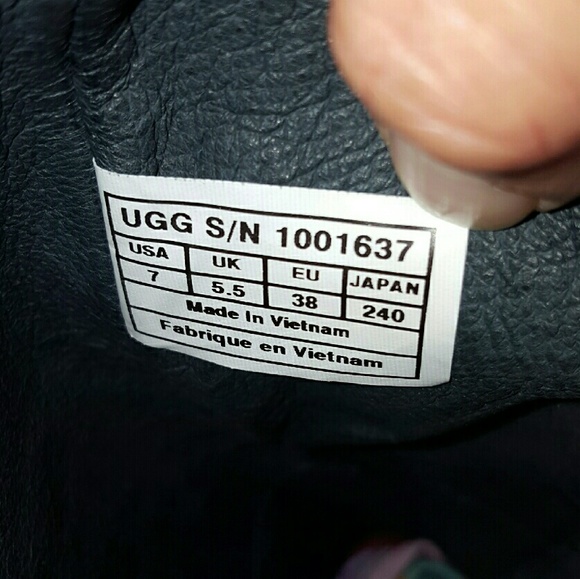 UGG S/N 1001637
USA UK EU JAPAN
7 5.5 38 240
Made In Vietnam
Fabrique en Vietnam